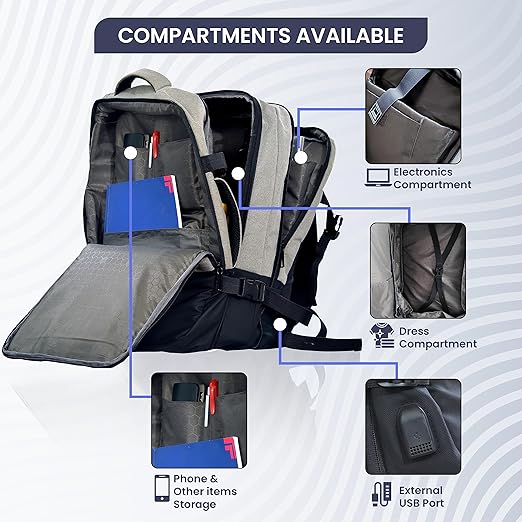 COMPARTMENTS AVAILABLE
Electronics
Compartment
Dress
Compartment
Phone &
Other items
Storage
External
USB Port